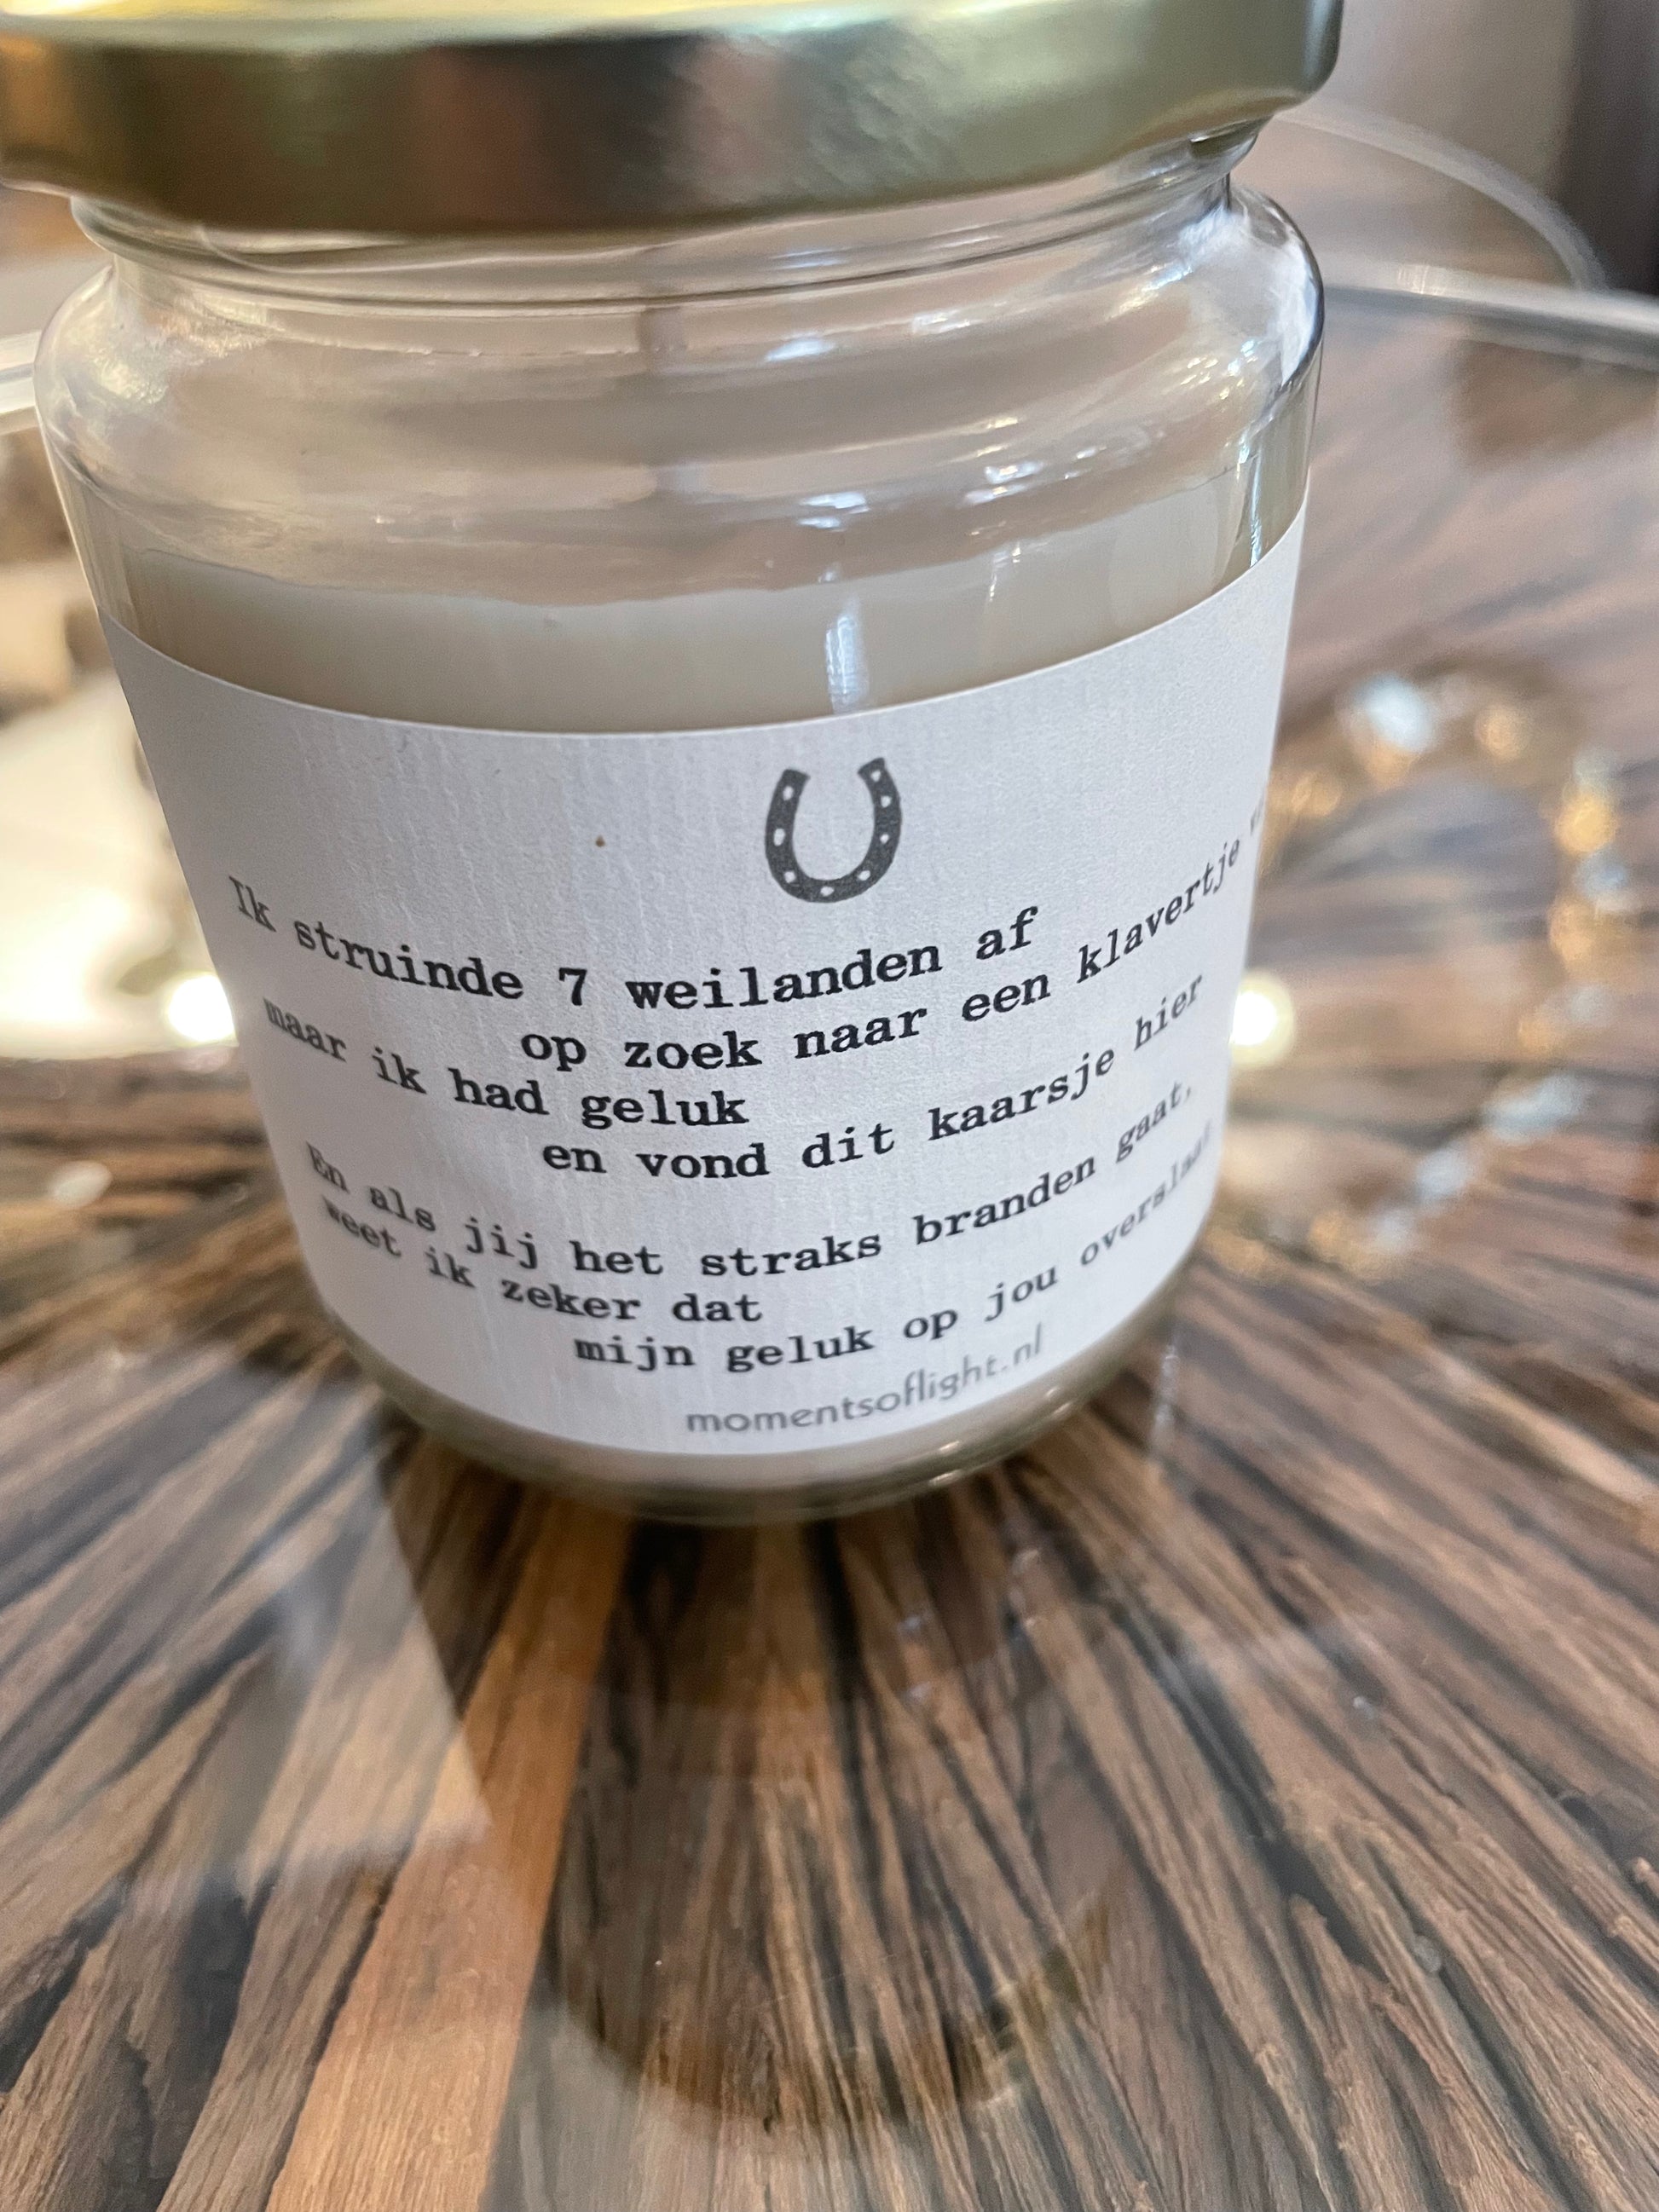 Ik struinde 7 weilanden af
op zoek naar een klavertje
maar ik had geluk
en vond dit kaarsje hier
En als jij het straks branden gaat,
weet ik zeker dat
mijn geluk op jou
momentsoflight.nl